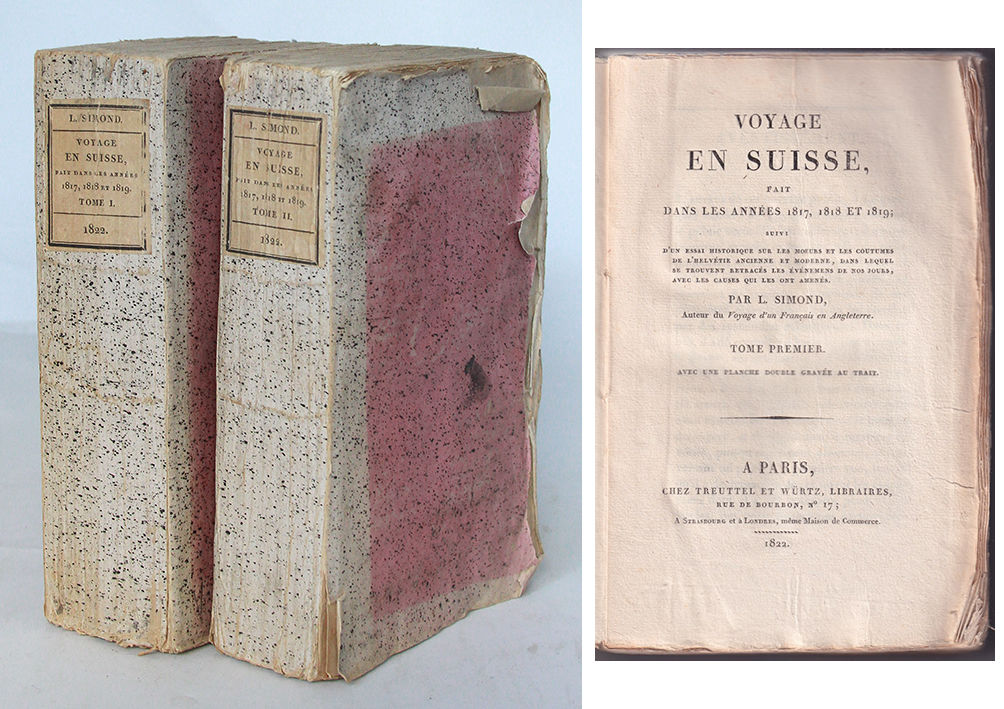 L. SIMOND.
VOYAGE
EN SUISSE,
FAIT DANS LES ANNÉES
1817, 1818 ET 1819.
TOME I.
1822.
L. SIMOND.
VOYAGE
EN SUISSE,
FAIT DANS LES ANNÉES
1817, 1818 ET 1819.
TOME II.
1822.
VOYAGE
EN SUISSE,
FAIT
DANS LES ANNÉES 1817, 1818 ET 1819;
SUIVI
D'UN ESSAI HISTORIQUE SUR LES MŒURS ET LES COUTUMES
DE L'HELVÉTIE ANCIENNE ET MODERNE, DANS LEQUEL
SE TROUVENT RETRACÉS LES ÉVÉNEMENS DE NOS JOURS,
AVEC LES CAUSES QUI LES ONT AMENÉS.
PAR L. SIMOND,
Auteur du Voyage d'un Français en Angleterre.
TOME PREMIER.
AVEC UNE PLANCHE DOUBLE GRAVÉE AU TRAIT.
A PARIS,
CHEZ TREUTTEL ET WÜRTZ, LIBRAIRES,
RUE DE BOURBON, Nº 17;
A STRASBOURG et à LONDRES, même Maison de Commerce.
1822.